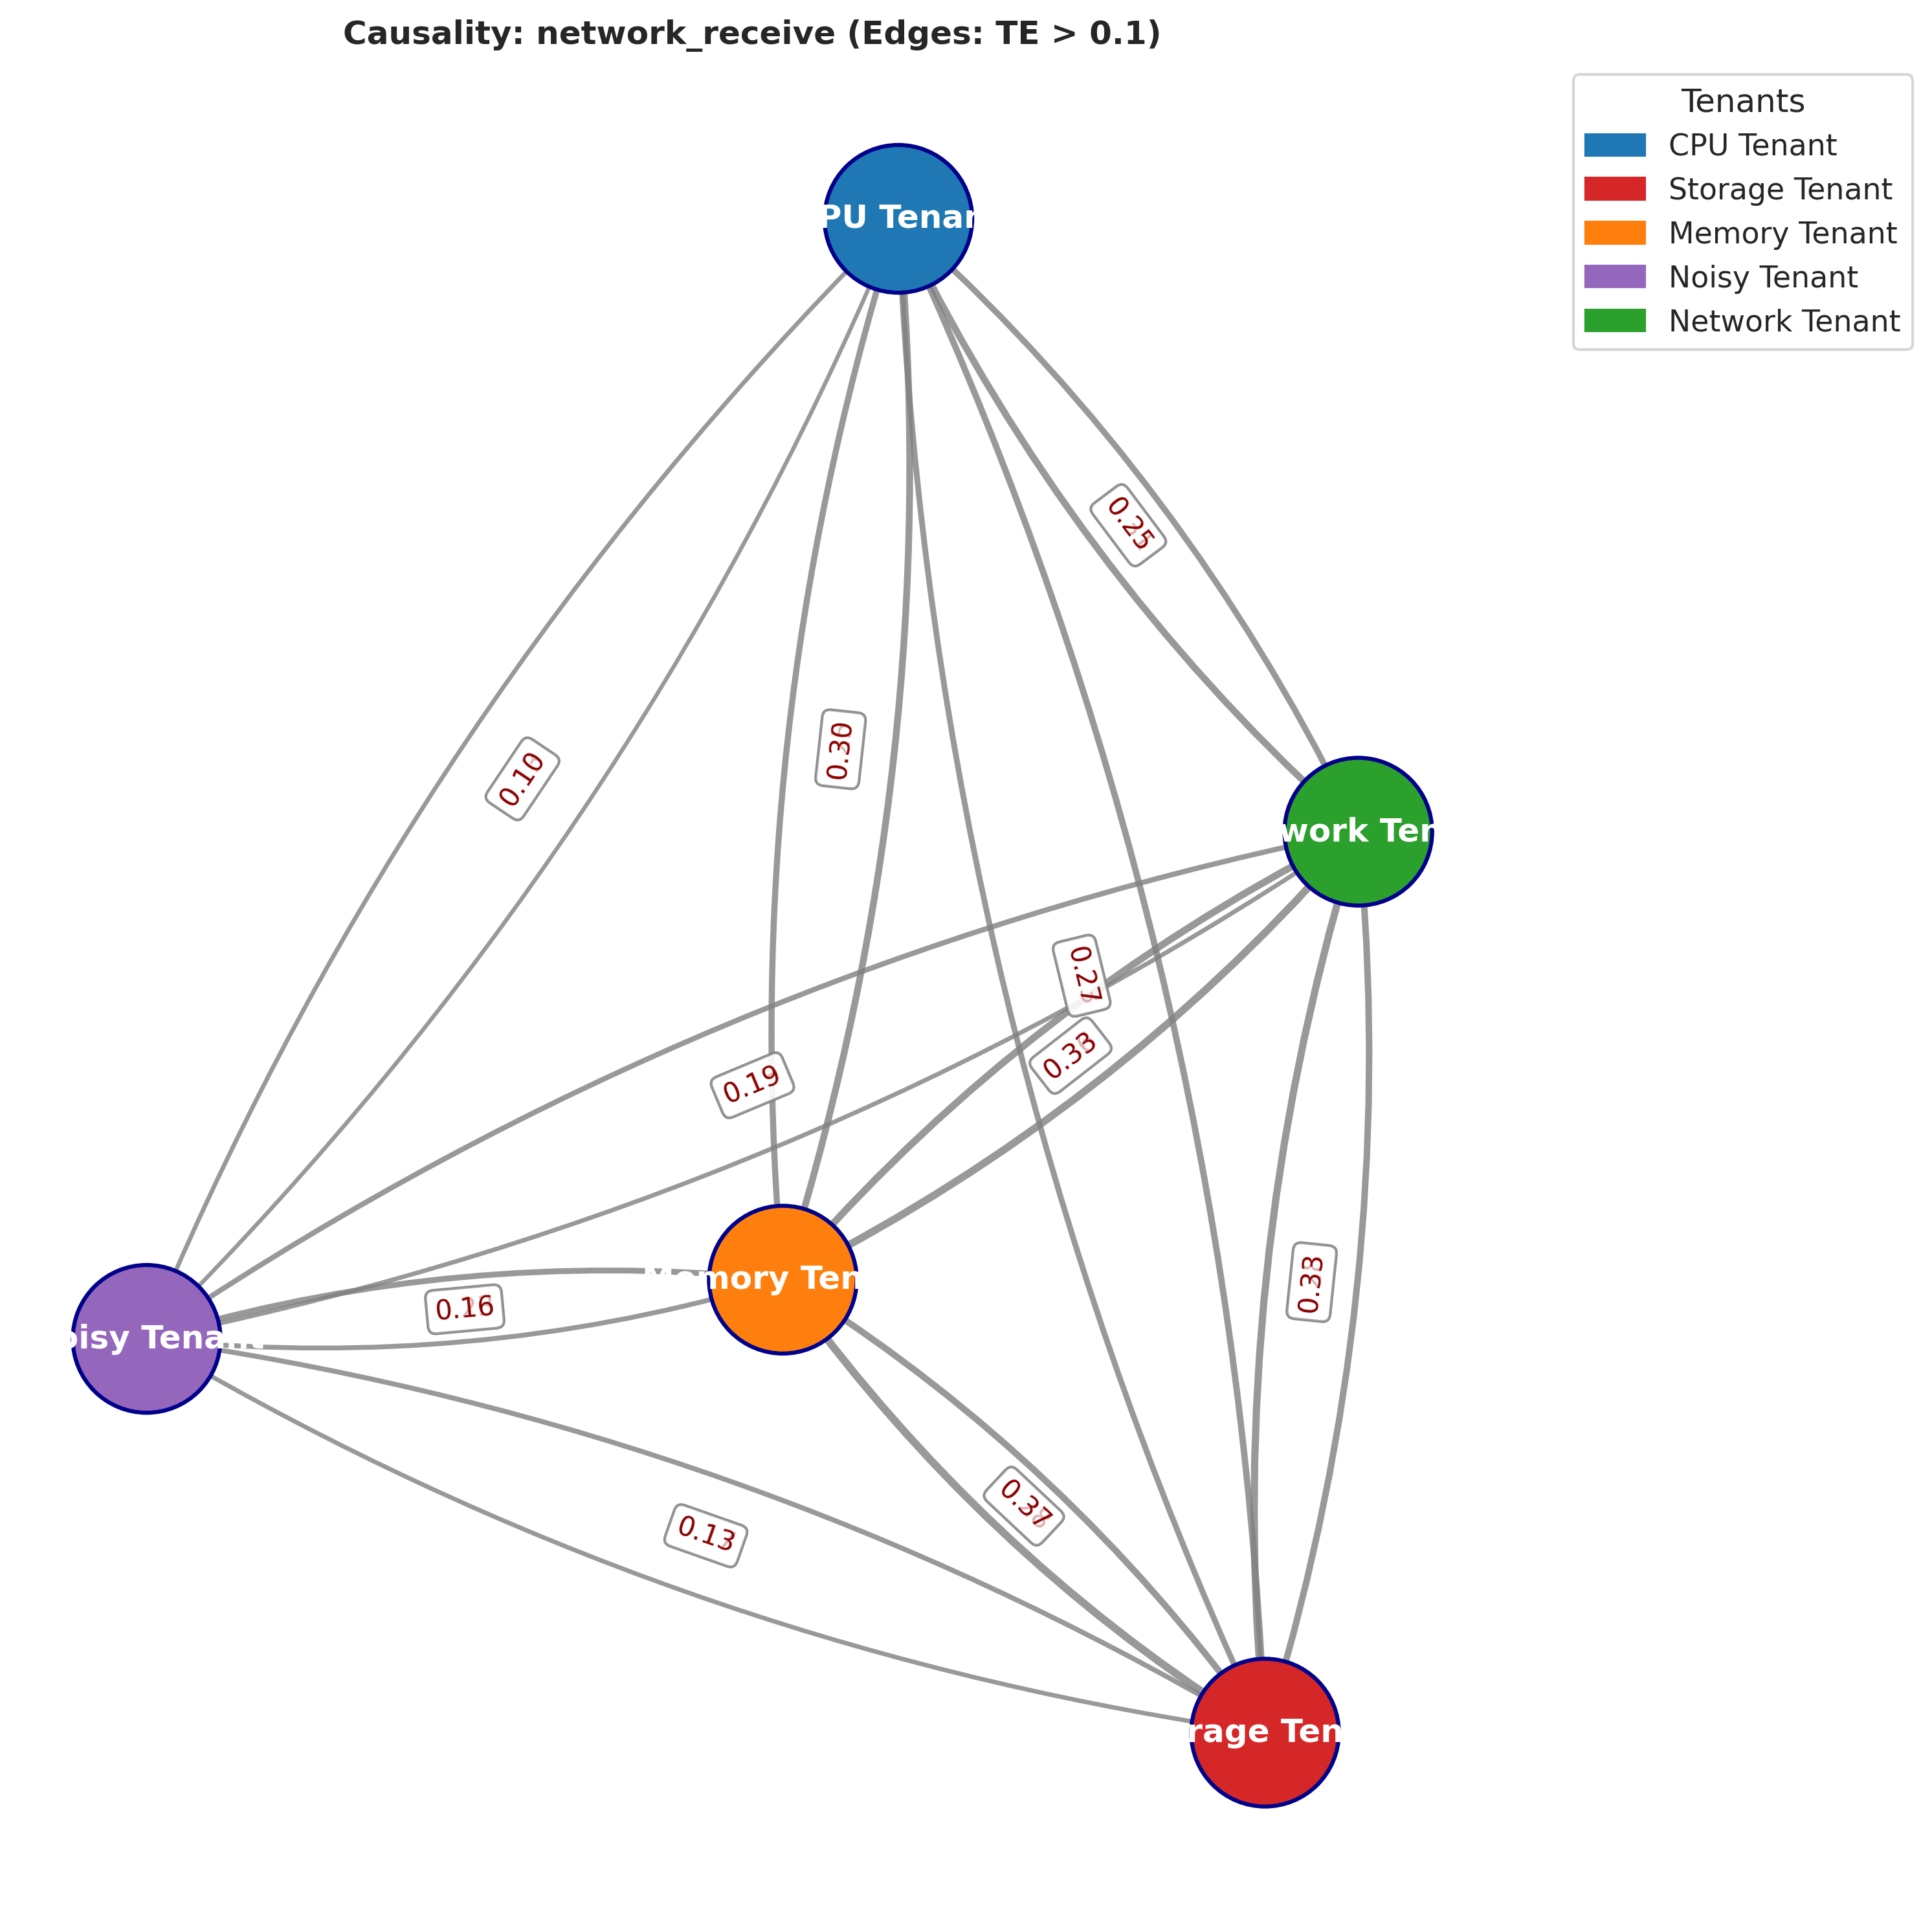 Causality: network_receive (Edges: TE > 0.1)
Tenants
CPU Tenant
Storage Tenant
Memory Tenant
Noisy Tenant
Network Tenant
PU Tenan
0.25
0.10
0.30
work Ten
0.27
0.33
0.19
0.33
mory Ten
0.16
oisy Tenant
0.37
0.13
rage Ten